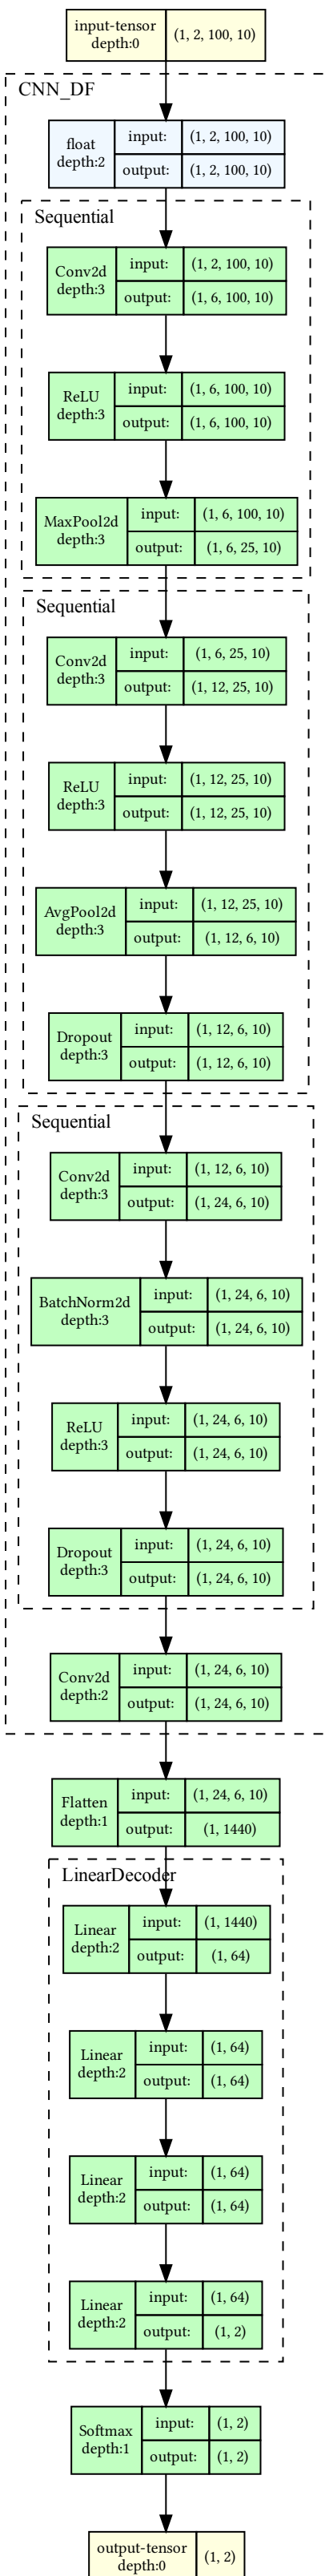 input-tensor
depth:0
(1, 2, 100, 10)
CNN_DF
float
depth:2
input:
(1, 2, 100, 10)
output:
(1, 2, 100, 10)
Sequential
Conv2d
depth:3
input:
(1, 2, 100, 10)
output:
(1, 6, 100, 10)
ReLU
depth:3
input:
(1, 6, 100, 10)
output:
(1, 6, 100, 10)
MaxPool2d
depth:3
input:
(1, 6, 100, 10)
output:
(1, 6, 25, 10)
Sequential
Conv2d
depth:3
input:
(1, 6, 25, 10)
output:
(1, 12, 25, 10)
ReLU
depth:3
input:
(1, 12, 25, 10)
output:
(1, 12, 25, 10)
AvgPool2d
depth:3
input:
(1, 12, 25, 10)
output:
(1, 12, 6, 10)
Dropout
depth:3
input:
(1, 12, 6, 10)
output:
(1, 12, 6, 10)
Sequential
Conv2d
depth:3
input:
(1, 12, 6, 10)
output:
(1, 24, 6, 10)
BatchNorm2d
depth:3
input:
(1, 24, 6, 10)
output:
(1, 24, 6, 10)
ReLU
depth:3
input:
(1, 24, 6, 10)
output:
(1, 24, 6, 10)
Dropout
depth:3
input:
(1, 24, 6, 10)
output:
(1, 24, 6, 10)
Conv2d
depth:2
input:
(1, 24, 6, 10)
output:
(1, 24, 6, 10)
Flatten
depth:1
input:
(1, 24, 6, 10)
output:
(1, 1440)
LinearDecoder
Linear
depth:2
input:
(1, 1440)
output:
(1, 64)
Linear
depth:2
input:
(1, 64)
output:
(1, 64)
Linear
depth:2
input:
(1, 64)
output:
(1, 64)
Linear
depth:2
input:
(1, 64)
output:
(1, 2)
Softmax
depth:1
input:
(1, 2)
output:
(1, 2)
output-tensor
depth:0
(1, 2)